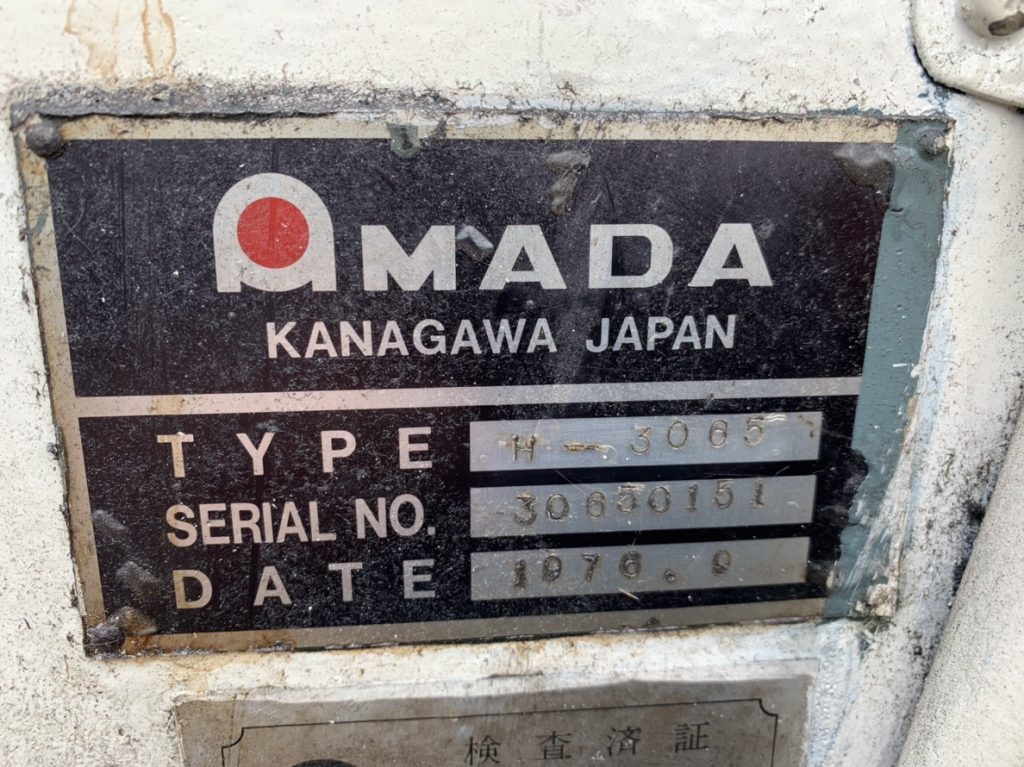 AMADA
KANAGAWA JAPAN
TYPE H-3065
SERIAL NO. 30650151
DATE 1976.9
検査済証